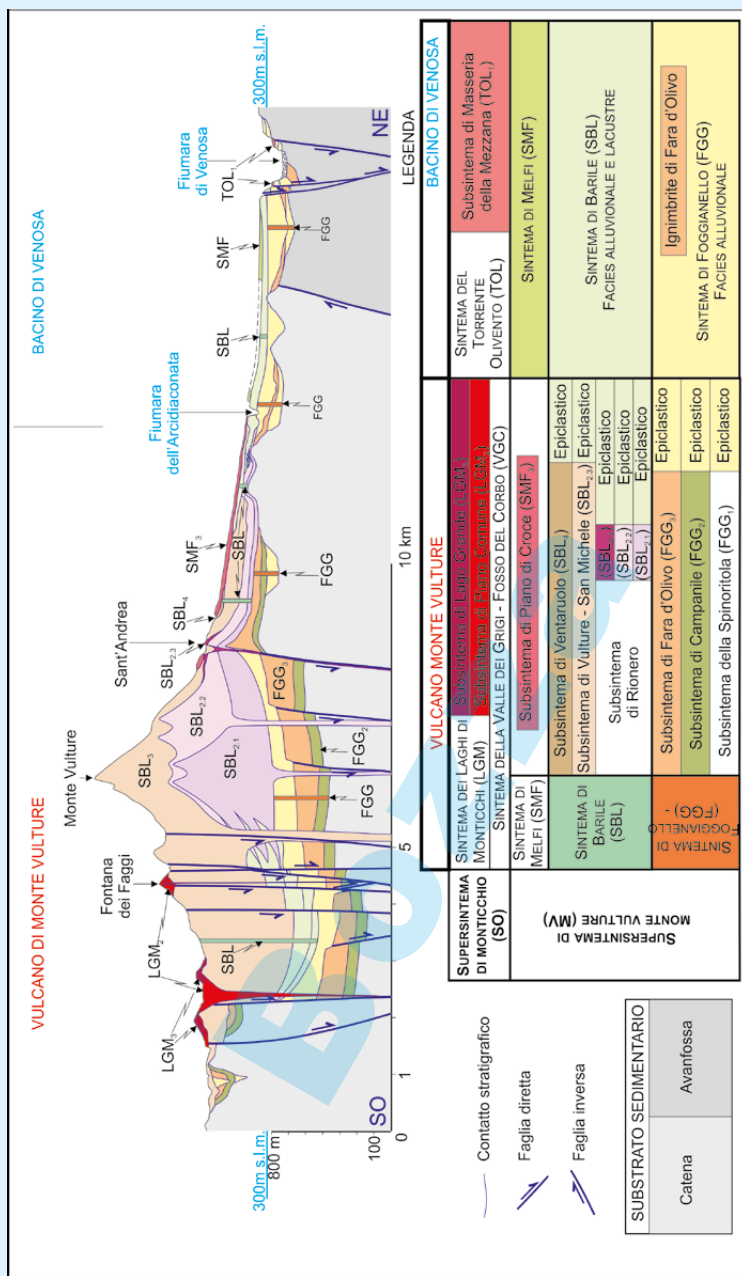 VULCANO DI MONTE VULTURE
BACINO DI VENOSA
Monte Vulture
Fontana
dei Faggi
Sant'Andrea
Fiumara
dell'Arcidiaconata
Fiumara
di Venosa
LGM3
LGM2
SBL
SBL3
SBL2.2
SBL2.1
SBL2.3
SBL4
SMF3
SBL
SBL
SMF
TOL1
FGG
FGG2
FGG3
FGG
FGG
FGG
300m s.l.m.
800 m
100
300m s.l.m.
SO
NE
0
1
5
10 km
Contatto stratigrafico
Faglia diretta
Faglia inversa
SUBSTRATO SEDIMENTARIO
Catena
Avanfossa
LEGENDA
VULCANO MONTE VULTURE
BACINO DI VENOSA
SUPERSINTEMA
DI MONTICCHIO
(SO)
SINTEMA DEI LAGHI DI
MONTICCHI (LGM)
Subsintema di Lago Grande (LGM3)
Subsintema di Piano Comune (LGM2)
SINTEMA DELLA VALLE DEI GRIGI - FOSSO DEL CORBO (VGC)
SINTEMA DEL
TORRENTE
OLIVENTO (TOL)
Subsintema di Masseria
della Mezzana (TOL1)
SUPERSINTEMA DI
MONTE VULTURE (MV)
SINTEMA DI
MELFI (SMF)
Subsintema di Piano di Croce (SMF3)
SINTEMA DI MELFI (SMF)
SINTEMA DI
BARILE
(SBL)
Subsintema di Ventaruolo (SBL4)
Epiclastico
Subsintema di Vulture - San Michele (SBL2.3)
Epiclastico
Subsintema
di Rionero
Epiclastico
(SBL2.2)
Epiclastico
(SBL2.1)
Epiclastico
SINTEMA DI BARILE (SBL)
FACIES ALLUVIONALE E LACUSTRE
SINTEMA DI
FOGGIANELLO
(FGG) -
Subsintema di Fara d'Olivo (FGG3)
Epiclastico
Subsintema di Campanile (FGG2)
Epiclastico
Subsintema della Spinoritola (FGG1)
Epiclastico
Ignimbrite di Fara d'Olivo
SINTEMA DI FOGGIANELLO (FGG)
FACIES ALLUVIONALE
Bozza